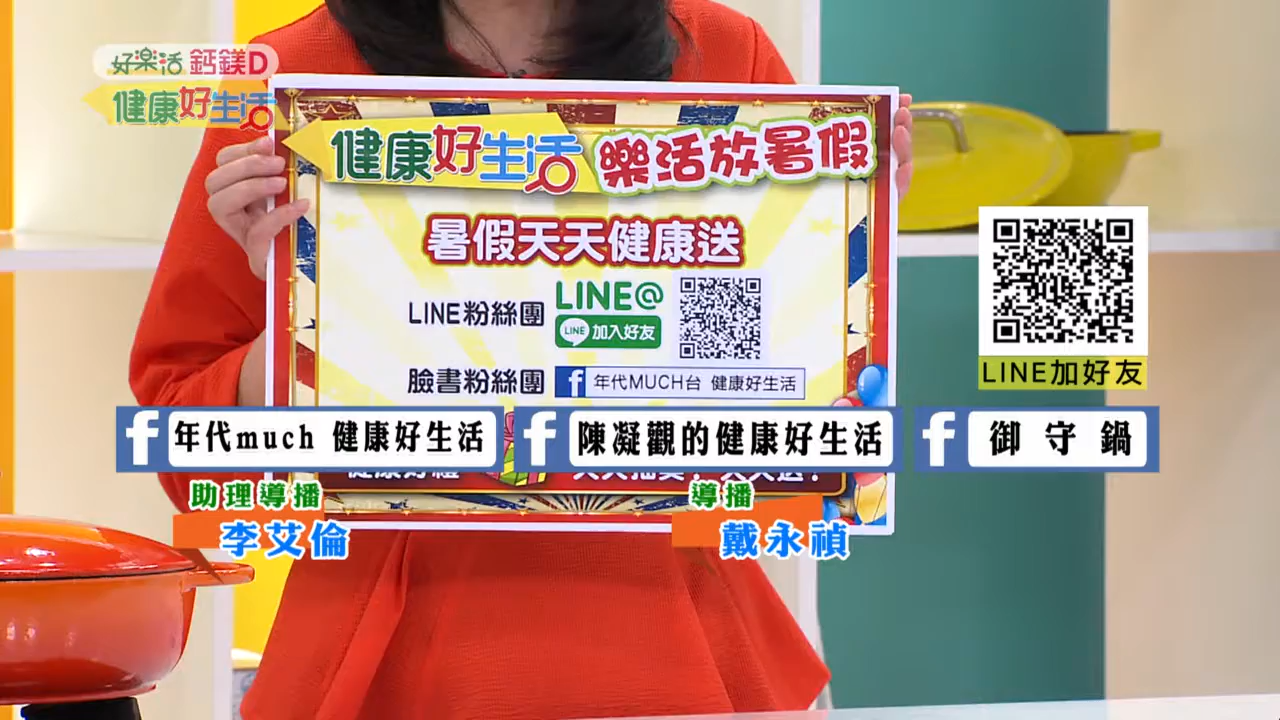 好樂活 鈣鎂D
健康好生活
健康好生活 樂活放暑假
暑假天天健康送
LINE粉絲團 LINE@
LINE 加入好友
臉書粉絲團 f 年代MUCH台 健康好生活
LINE加好友
f 年代much 健康好生活
f 陳凝觀的健康好生活
f 御守鍋
助理導播
李艾倫
導播
戴永禎